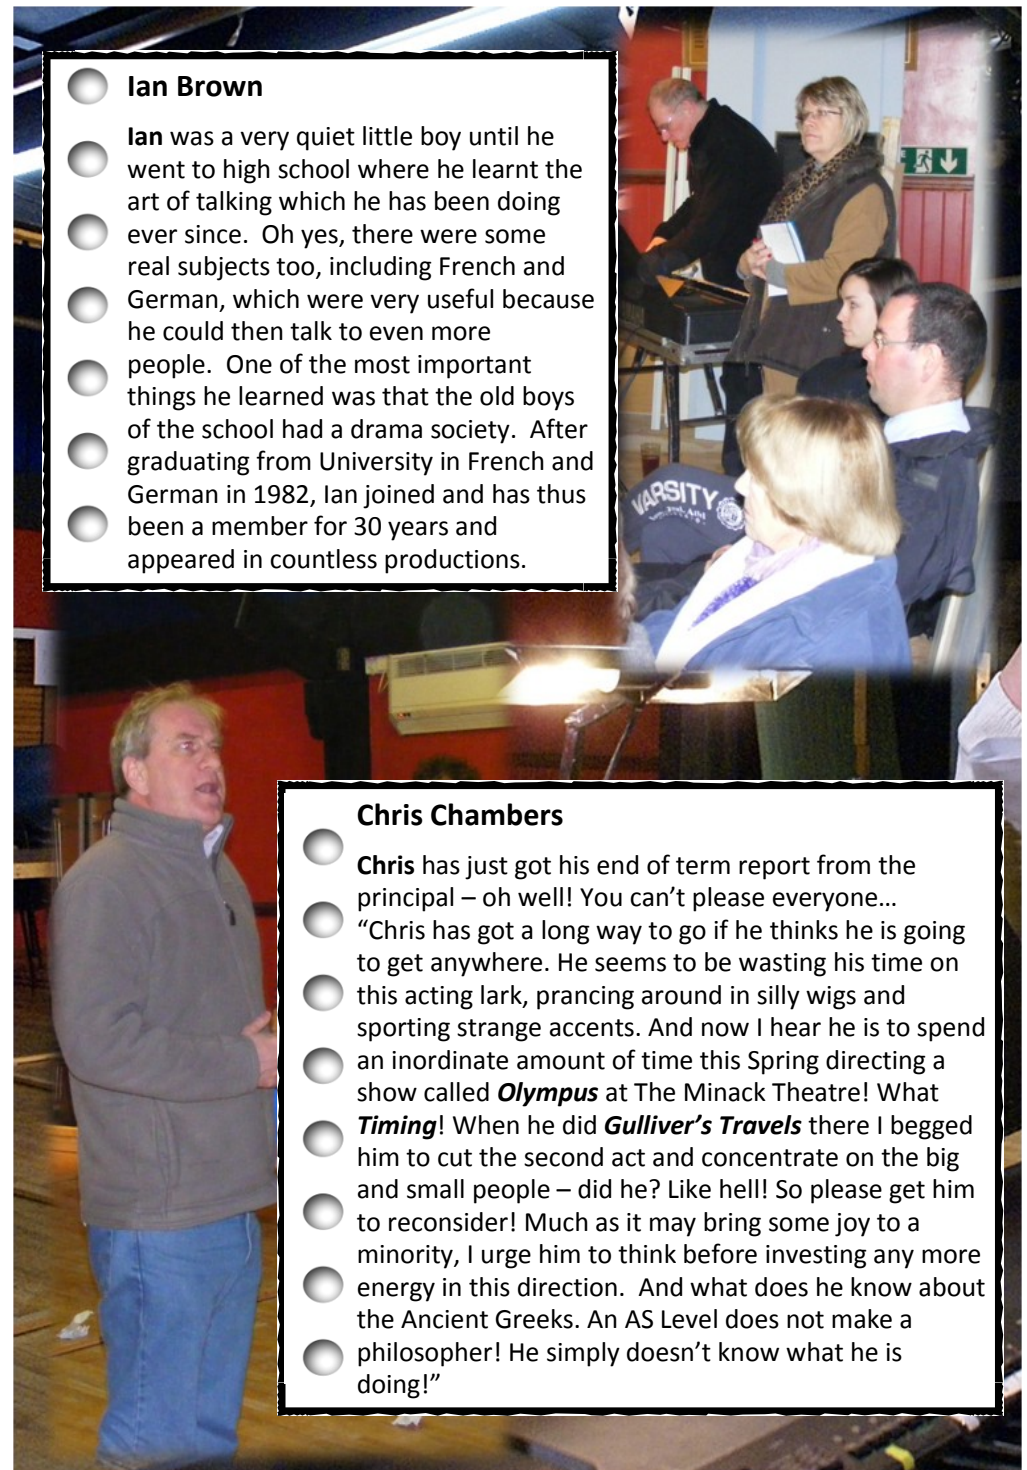 Ian Brown
Ian was a very quiet little boy until he
went to high school where he learnt the
art of talking which he has been doing
ever since.  Oh yes, there were some
real subjects too, including French and
German, which were very useful because
he could then talk to even more
people.  One of the most important
things he learned was that the old boys
of the school had a drama society.  After
graduating from University in French and
German in 1982, Ian joined and has thus
been a member for 30 years and
appeared in countless productions.
VARSITY
Chris Chambers
Chris has just got his end of term report from the
principal – oh well! You can’t please everyone…
“Chris has got a long way to go if he thinks he is going
to get anywhere. He seems to be wasting his time on
this acting lark, prancing around in silly wigs and
sporting strange accents. And now I hear he is to spend
an inordinate amount of time this Spring directing a
show called Olympus at The Minack Theatre! What
Timing! When he did Gulliver’s Travels there I begged
him to cut the second act and concentrate on the big
and small people – did he? Like hell! So please get him
to reconsider! Much as it may bring some joy to a
minority, I urge him to think before investing any more
energy in this direction.  And what does he know about
the Ancient Greeks. An AS Level does not make a
philosopher! He simply doesn’t know what he is
doing!”